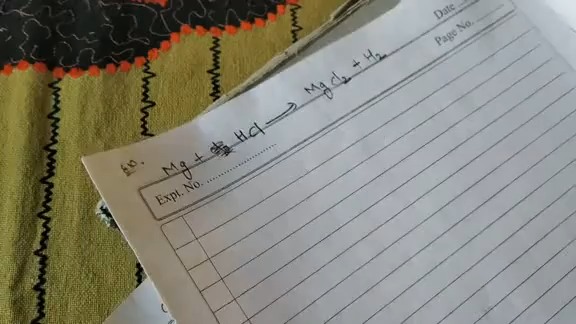 Mg + HCl → MgCl₂ + H₂
Date
Page No.
Expt. No. ....................